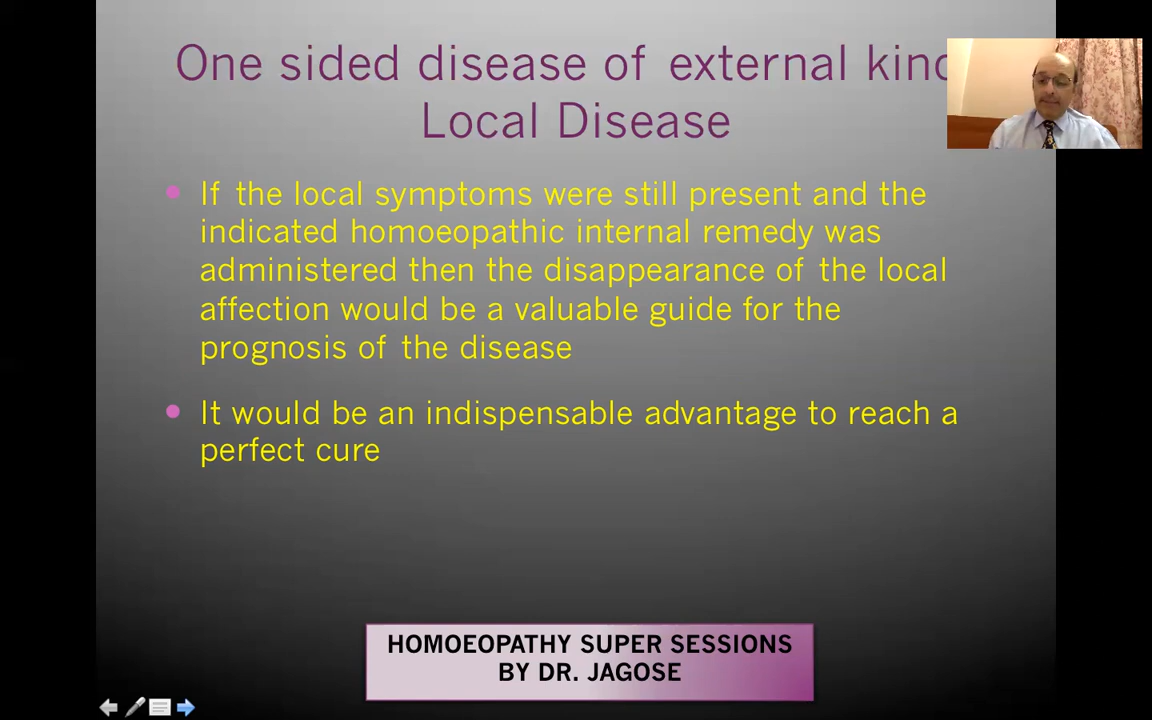 One sided disease of external kind
Local Disease
If the local symptoms were still present and the
indicated homoeopathic internal remedy was
administered then the disappearance of the local
affection would be a valuable guide for the
prognosis of the disease
It would be an indispensable advantage to reach a
perfect cure
HOMOEOPATHY SUPER SESSIONS
BY DR. JAGOSE